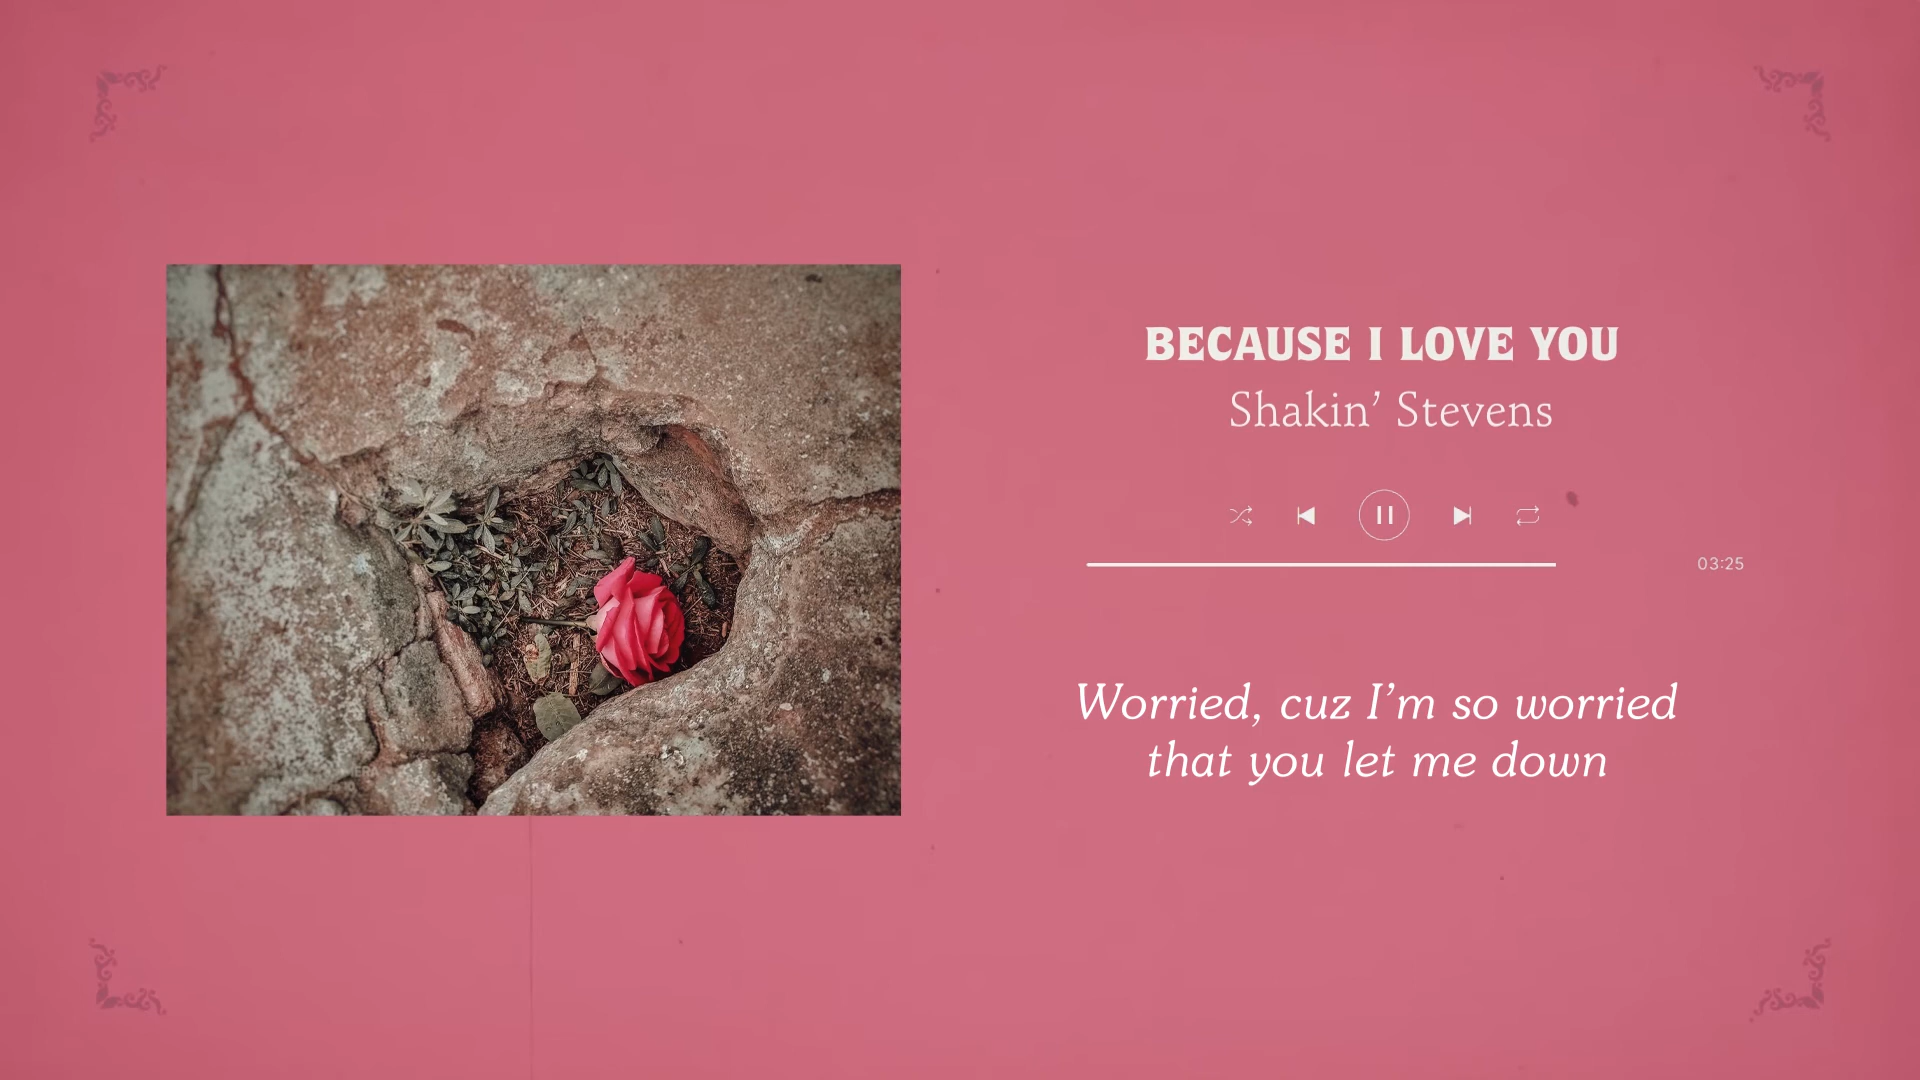 BECAUSE I LOVE YOU
Shakin’ Stevens
03:25
Worried, cuz I’m so worried
that you let me down